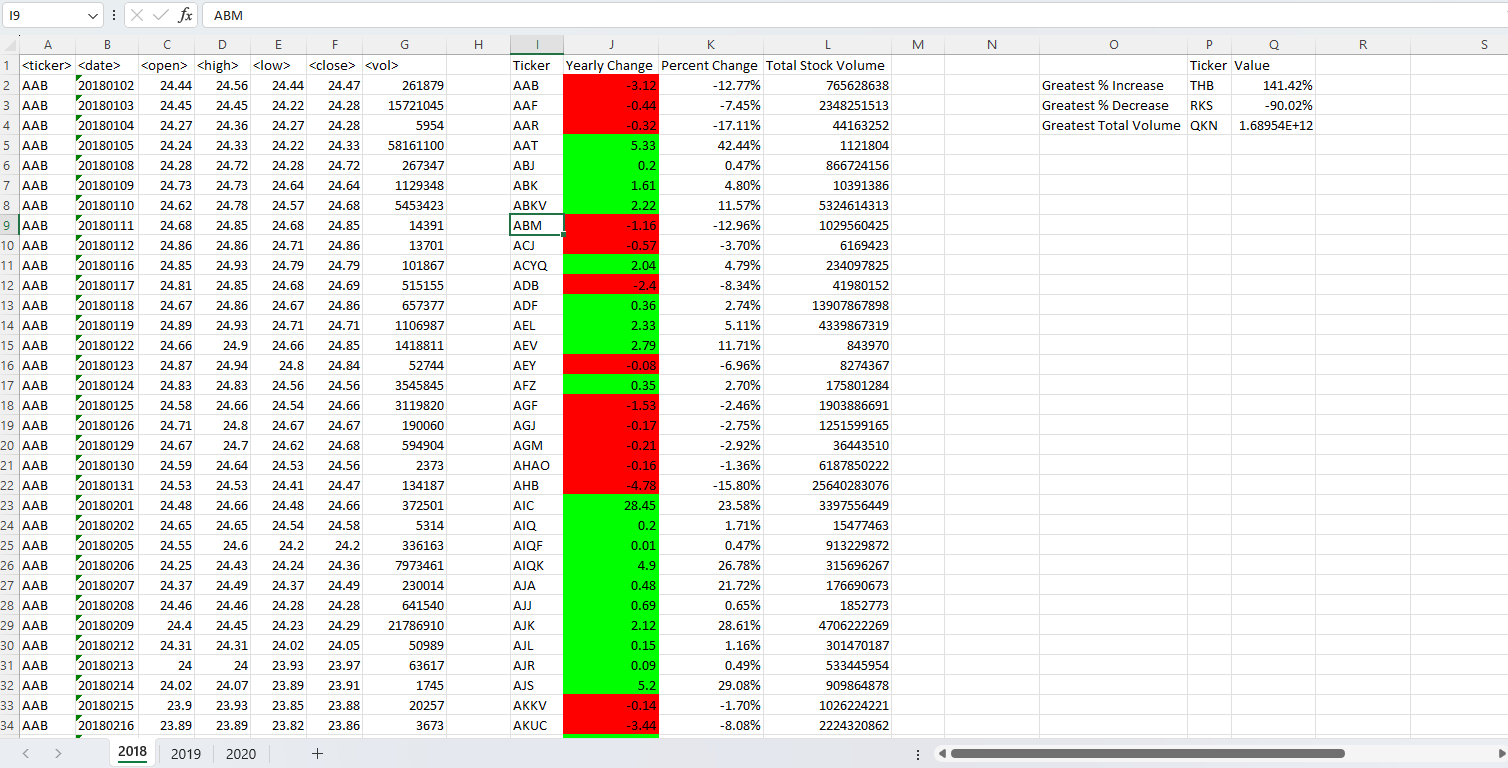 I9 fx ABM
A B C D E F G H I J K L M N O P Q R S
1 <ticker> <date> <open> <high> <low> <close> <vol> Ticker Yearly Change Percent Change Total Stock Volume Ticker Value
2 AAB 20180102 24.44 24.56 24.44 24.47 261879 AAB -3.12 -12.77% 765628638 Greatest % Increase THB 141.42%
3 AAB 20180103 24.45 24.45 24.22 24.28 15721045 AAF -0.44 -7.45% 2348251513 Greatest % Decrease RKS -90.02%
4 AAB 20180104 24.27 24.36 24.27 24.28 5954 AAR -0.32 -17.11% 44163252 Greatest Total Volume QKN 1.68954E+12
5 AAB 20180105 24.24 24.33 24.22 24.33 58161100 AAT 5.33 42.44% 1121804
6 AAB 20180108 24.28 24.72 24.28 24.72 267347 ABJ 0.2 0.47% 866724156
7 AAB 20180109 24.73 24.73 24.64 24.64 1129348 ABK 1.61 4.80% 10391386
8 AAB 20180110 24.62 24.78 24.57 24.68 5453423 ABKV 2.22 11.57% 5324614313
9 AAB 20180111 24.68 24.85 24.68 24.85 14391 ABM -1.16 -12.96% 1029560425
10 AAB 20180112 24.86 24.86 24.71 24.86 13701 ACJ -0.57 -3.70% 6169423
11 AAB 20180116 24.85 24.93 24.79 24.79 101867 ACYQ 2.04 4.79% 234097825
12 AAB 20180117 24.81 24.85 24.68 24.69 515155 ADB -2.4 -8.34% 41980152
13 AAB 20180118 24.67 24.86 24.67 24.86 657377 ADF 0.36 2.74% 13907867898
14 AAB 20180119 24.89 24.93 24.71 24.71 1106987 AEL 2.33 5.11% 4339867319
15 AAB 20180122 24.66 24.9 24.66 24.85 1418811 AEV 2.79 11.71% 843970
16 AAB 20180123 24.87 24.94 24.8 24.84 52744 AEY -0.08 -6.96% 8274367
17 AAB 20180124 24.83 24.83 24.56 24.56 3545845 AFZ 0.35 2.70% 175801284
18 AAB 20180125 24.58 24.66 24.54 24.66 3119820 AGF -1.53 -2.46% 1903886691
19 AAB 20180126 24.71 24.8 24.67 24.67 190060 AGJ -0.17 -2.75% 1251599165
20 AAB 20180129 24.67 24.7 24.62 24.68 594904 AGM -0.21 -2.92% 36443510
21 AAB 20180130 24.59 24.64 24.53 24.56 2373 AHAO -0.16 -1.36% 6187850222
22 AAB 20180131 24.53 24.53 24.41 24.47 134187 AHB -4.78 -15.80% 25640283076
23 AAB 20180201 24.48 24.66 24.48 24.66 372501 AIC 28.45 23.58% 3397556449
24 AAB 20180202 24.65 24.65 24.54 24.58 5314 AIQ 0.2 1.71% 15477463
25 AAB 20180205 24.55 24.6 24.2 24.2 336163 AIQF 0.01 0.47% 913229872
26 AAB 20180206 24.25 24.43 24.24 24.36 7973461 AIQK 4.9 26.78% 315696267
27 AAB 20180207 24.37 24.49 24.37 24.49 230014 AJA 0.48 21.72% 176690673
28 AAB 20180208 24.46 24.46 24.28 24.28 641540 AJJ 0.69 0.65% 1852773
29 AAB 20180209 24.4 24.45 24.23 24.29 21786910 AJK 2.12 28.61% 4706222269
30 AAB 20180212 24.31 24.31 24.02 24.05 50989 AJL 0.15 1.16% 301470187
31 AAB 20180213 24 24 23.93 23.97 63617 AJR 0.09 0.49% 533445954
32 AAB 20180214 24.02 24.07 23.89 23.91 1745 AJS 5.2 29.08% 909864878
33 AAB 20180215 23.9 23.93 23.85 23.88 20257 AKKV -0.14 -1.70% 1026224221
34 AAB 20180216 23.89 23.89 23.82 23.86 3673 AKUC -3.44 -8.08% 2224320862
2018 2019 2020 +